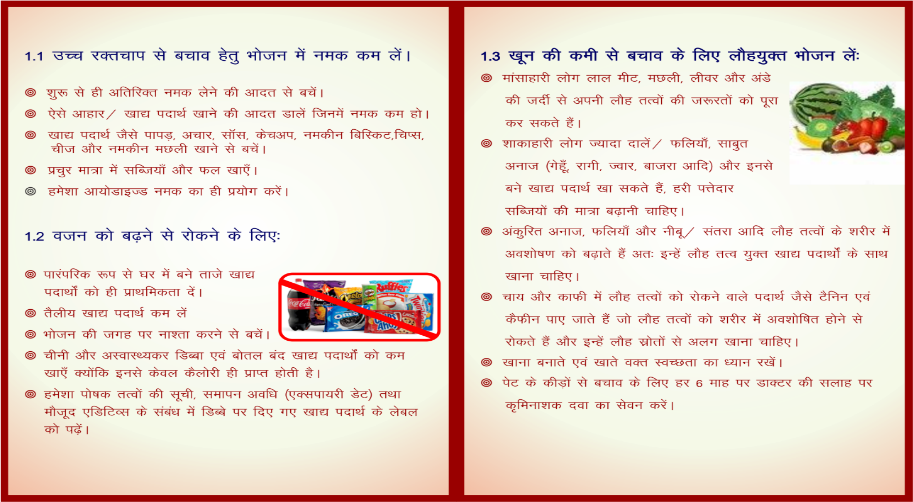 1.1 उच्च रक्तचाप से बचाव हेतु भोजन में नमक कम लें।
शुरू से ही अतिरिक्त नमक लेने की आदत से बचें।
ऐसे आहार/ खाद्य पदार्थ खाने की आदत डालें जिनमें नमक कम हो।
खाद्य पदार्थ जैसे पापड़, अचार, सॉस, केचअप, नमकीन बिस्किट,चिप्स,
चीज और नमकीन मछली खाने से बचें।
प्रचुर मात्रा में सब्जियाँ और फल खाएँ।
हमेशा आयोडाइज्ड नमक का ही प्रयोग करें।
1.2 वजन को बढ़ने से रोकने के लिएः
पारंपरिक रूप से घर में बने ताजे खाद्य
पदार्थों को ही प्राथमिकता दें।
तैलीय खाद्य पदार्थ कम लें
भोजन की जगह पर नाश्ता करने से बचें।
चीनी और अस्वास्थ्यकर डिब्बा एवं बोतल बंद खाद्य पदार्थों को कम
खाएँ क्योंकि इनसे केवल कैलोरी ही प्राप्त होती है।
हमेशा पोषक तत्वों की सूची, समापन अवधि (एक्सपायरी डेट) तथा
मौजूद एडिटिव्स के संबंध में डिब्बे पर दिए गए खाद्य पदार्थ के लेबल
को पढ़ें।
1.3 खून की कमी से बचाव के लिए लौहयुक्त भोजन लेंः
मांसाहारी लोग लाल मीट, मछली, लीवर और अंडे
की जर्दी से अपनी लौह तत्वों की जरूरतों को पूरा
कर सकते हैं।
शाकाहारी लोग ज्यादा दालें/ फलियाँ, साबुत
अनाज (गेहूँ, रागी, ज्वार, बाजरा आदि) और इनसे
बने खाद्य पदार्थ खा सकते हैं, हरी पत्तेदार
सब्जियों की मात्रा बढ़ानी चाहिए।
अंकुरित अनाज, फलियाँ और नीबू/ संतरा आदि लौह तत्वों के शरीर में
अवशोषण को बढ़ाते हैं अतः इन्हें लौह तत्व युक्त खाद्य पदार्थों के साथ
खाना चाहिए।
चाय और काफी में लौह तत्वों को रोकने वाले पदार्थ जैसे टैनिन एवं
कैफीन पाए जाते हैं जो लौह तत्वों को शरीर में अवशोषित होने से
रोकते हैं और इन्हें लौह स्रोतों से अलग खाना चाहिए।
खाना बनाते एवं खाते वक्त स्वच्छता का ध्यान रखें।
पेट के कीड़ों से बचाव के लिए हर 6 माह पर डाक्टर की सलाह पर
कृमिनाशक दवा का सेवन करें।